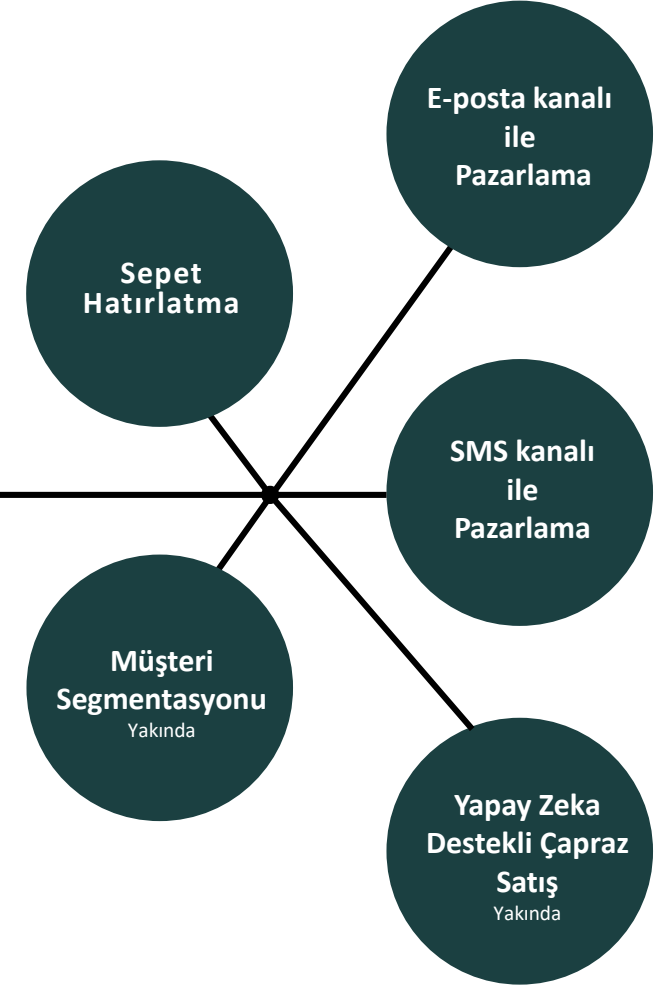 E-posta kanalı
ile
Pazarlama
Sepet
Hatırlatma
SMS kanalı
ile
Pazarlama
Müşteri
Segmentasyonu
Yakında
Yapay Zeka
Destekli Çapraz
Satış
Yakında